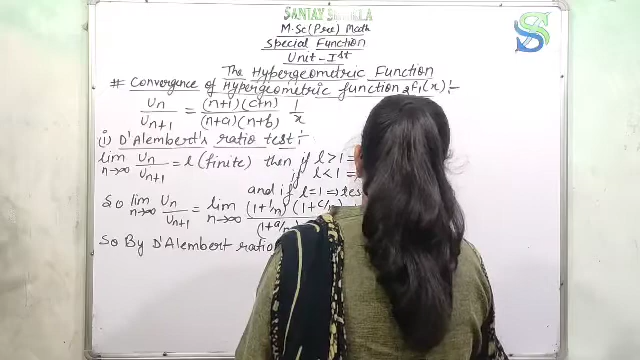 SANJAY SHUKLA
M.Sc(Pre) Math
Special Function
Unit-Ist
The Hypergeometric Function
# Convergence of Hypergeometric function ₂F₁(x):-
Un/Un+1 = (n+1)(c+n)/(n+a)(n+b) 1/x
(i) D'Alembert's ratio test:-
lim n→∞ Un/Un+1 = l (finite) then if l>1 =
if l<1 =
and if l=1 ⇒ tes
So lim n→∞ Un/Un+1 = lim n→∞ (1+1/n)(1+c/n)/(1+a/n)
So By D'Alembert ratio
S